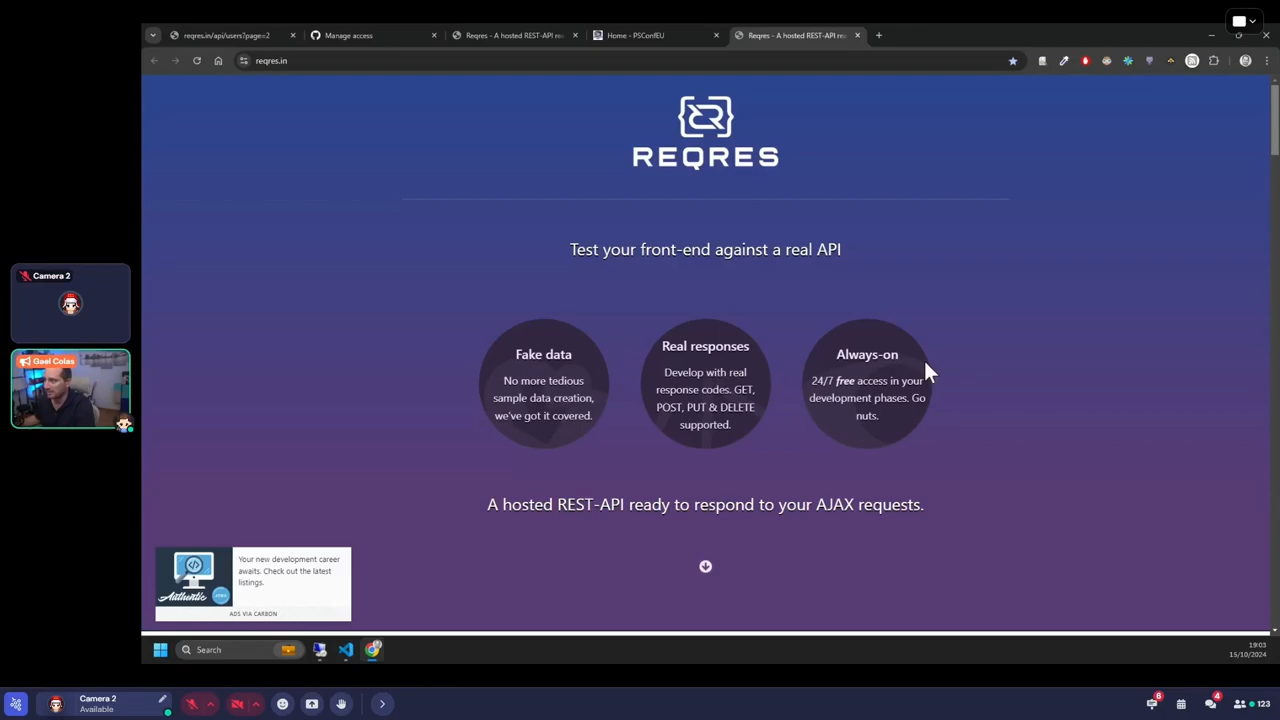 reqres.in/api/users?page=2
Manage access
Reqres - A hosted REST-API re
Home - PSConfEU
Reqres - A hosted REST-API rea
reqres.in
REQRES
Test your front-end against a real API
Fake data
No more tedious
sample data creation,
we've got it covered.
Real responses
Develop with real
response codes. GET,
POST, PUT & DELETE
supported.
Always-on
24/7 free access in your
development phases. Go
nuts.
A hosted REST-API ready to respond to your AJAX requests.
Camera 2
Gael Colas
Authentic
Your new development career
awaits. Check out the latest
listings.
ADS VIA CARBON
Search
19:03
15/10/2024
Camera 2
Available
6
4
123